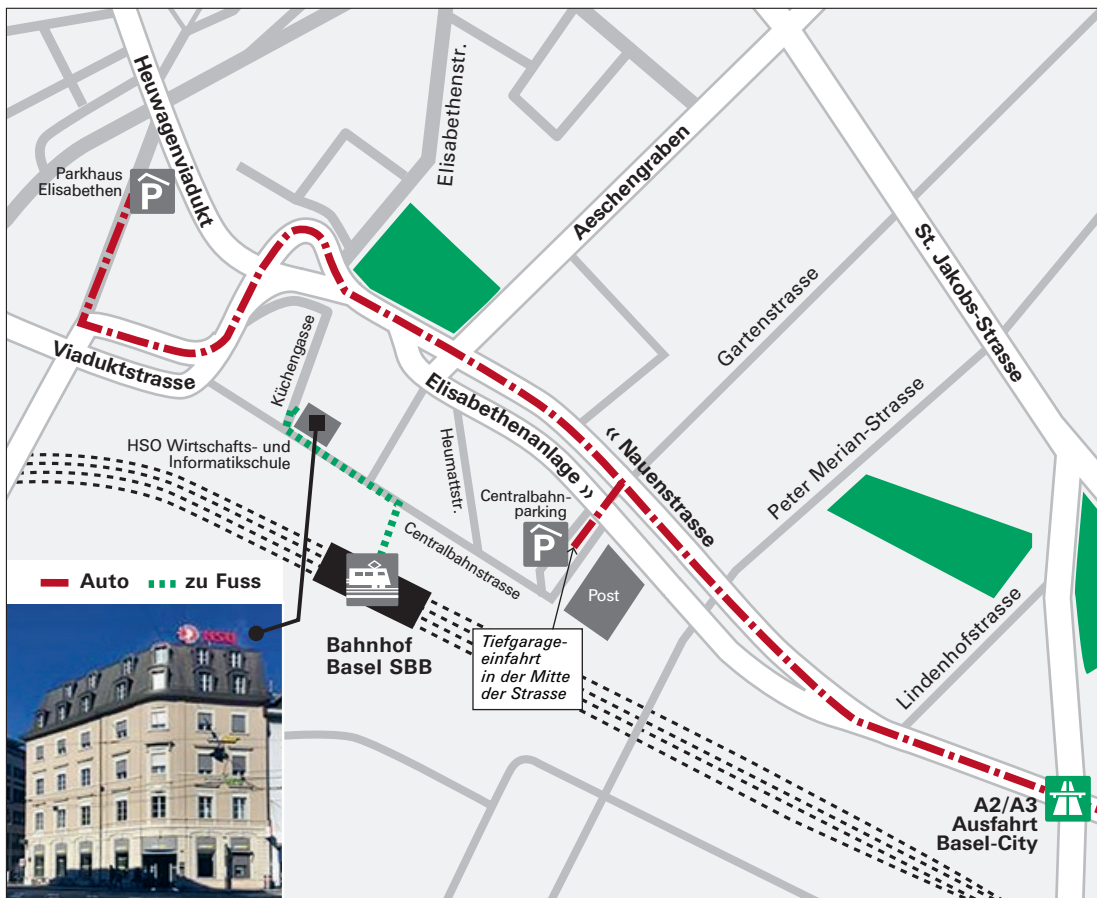 Heuwagenviadukt
Elisabethenstr.
Parkhaus
Elisabethen
P
Aeschengraben
St. Jakobs-Strasse
Gartenstrasse
Viaduktstrasse
Küchengasse
Elisabethenanlage >>
<< Nauenstrasse
Peter Merian-Strasse
HSO Wirtschafts- und
Informatikschule
Heumattstr.
Centralbahn-
parking
P
Centralbahnstrasse
Auto
zu Fuss
Post
HSO
Bahnhof
Basel SBB
Tiefgarage-
einfahrt
in der Mitte
der Strasse
Lindenhofstrasse
A2/A3
Ausfahrt
Basel-City